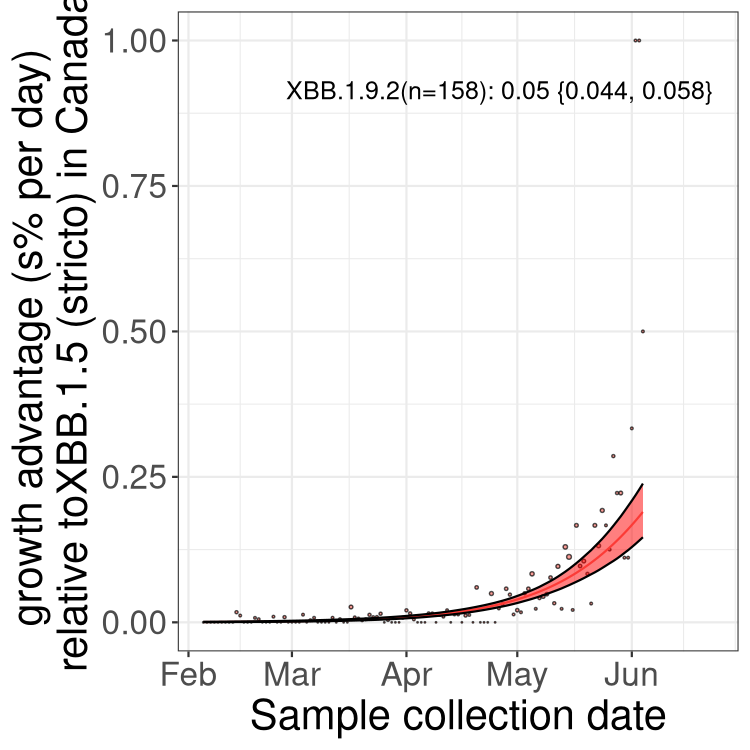 growth advantage (s% per day)
relative toXBB.1.5 (stricto) in Canada
1.00
0.75
0.50
0.25
0.00
XBB.1.9.2(n=158): 0.05 {0.044, 0.058}
Feb Mar Apr May Jun
Sample collection date